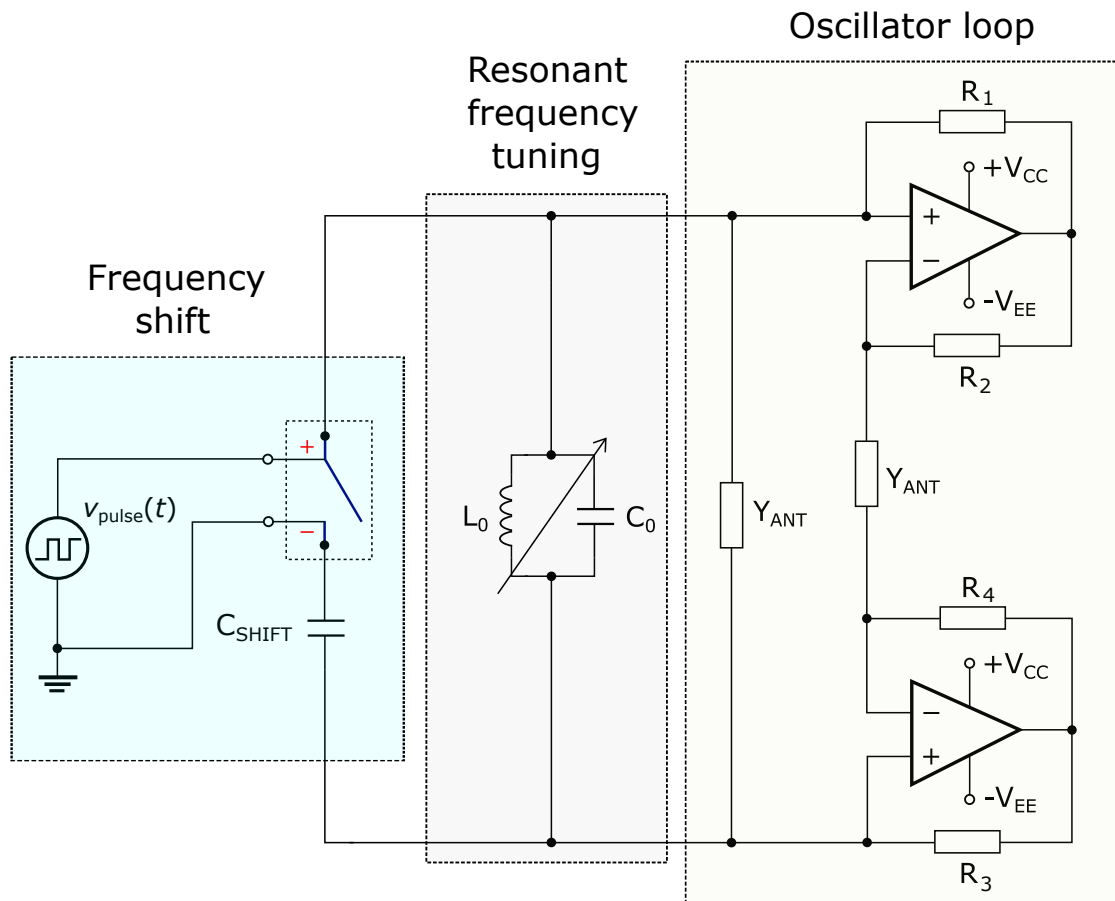 Oscillator loop
Resonant
frequency
tuning
Frequency
shift
R1
+VCC
+
−
-VEE
R2
YANT
YANT
L0
C0
+
−
vpulse(t)
CSHIFT
R4
+VCC
−
+
-VEE
R3